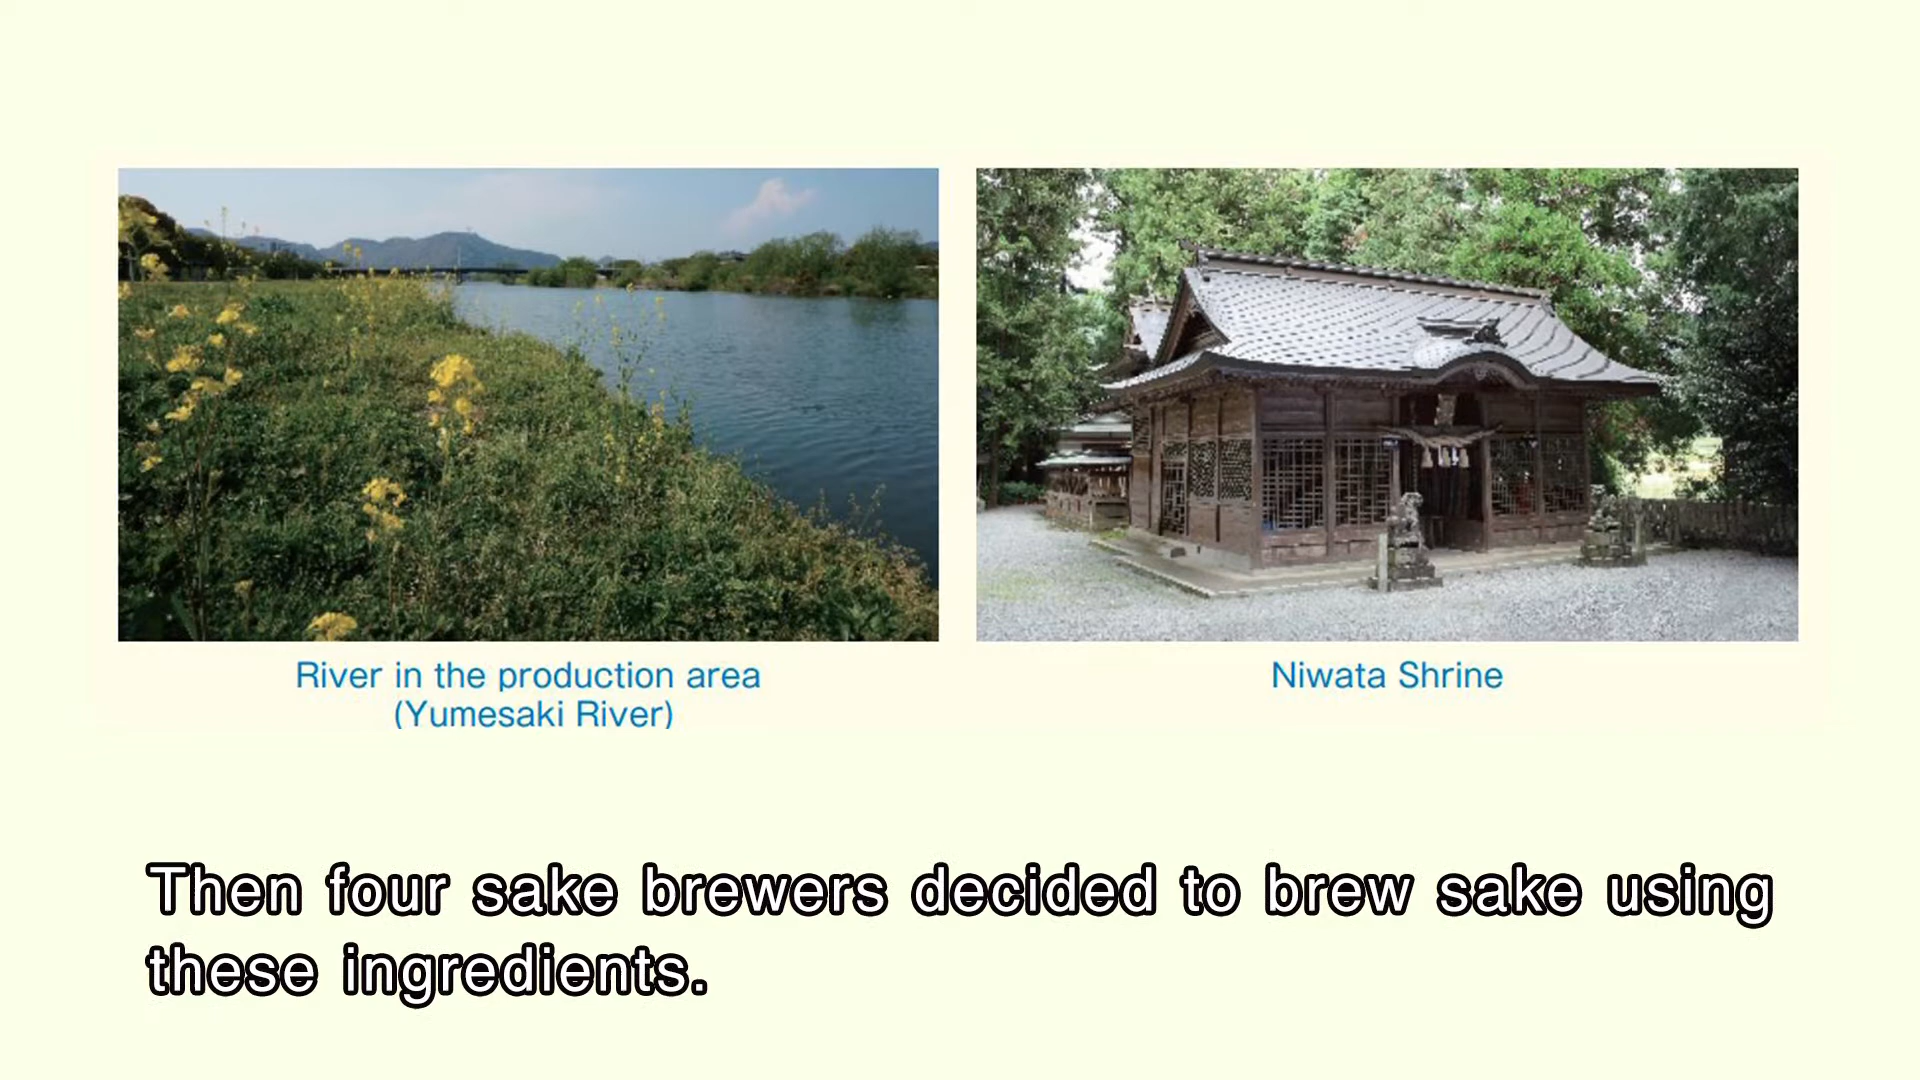 River in the production area
(Yumesaki River)
Niwata Shrine
Then four sake brewers decided to brew sake using
these ingredients.